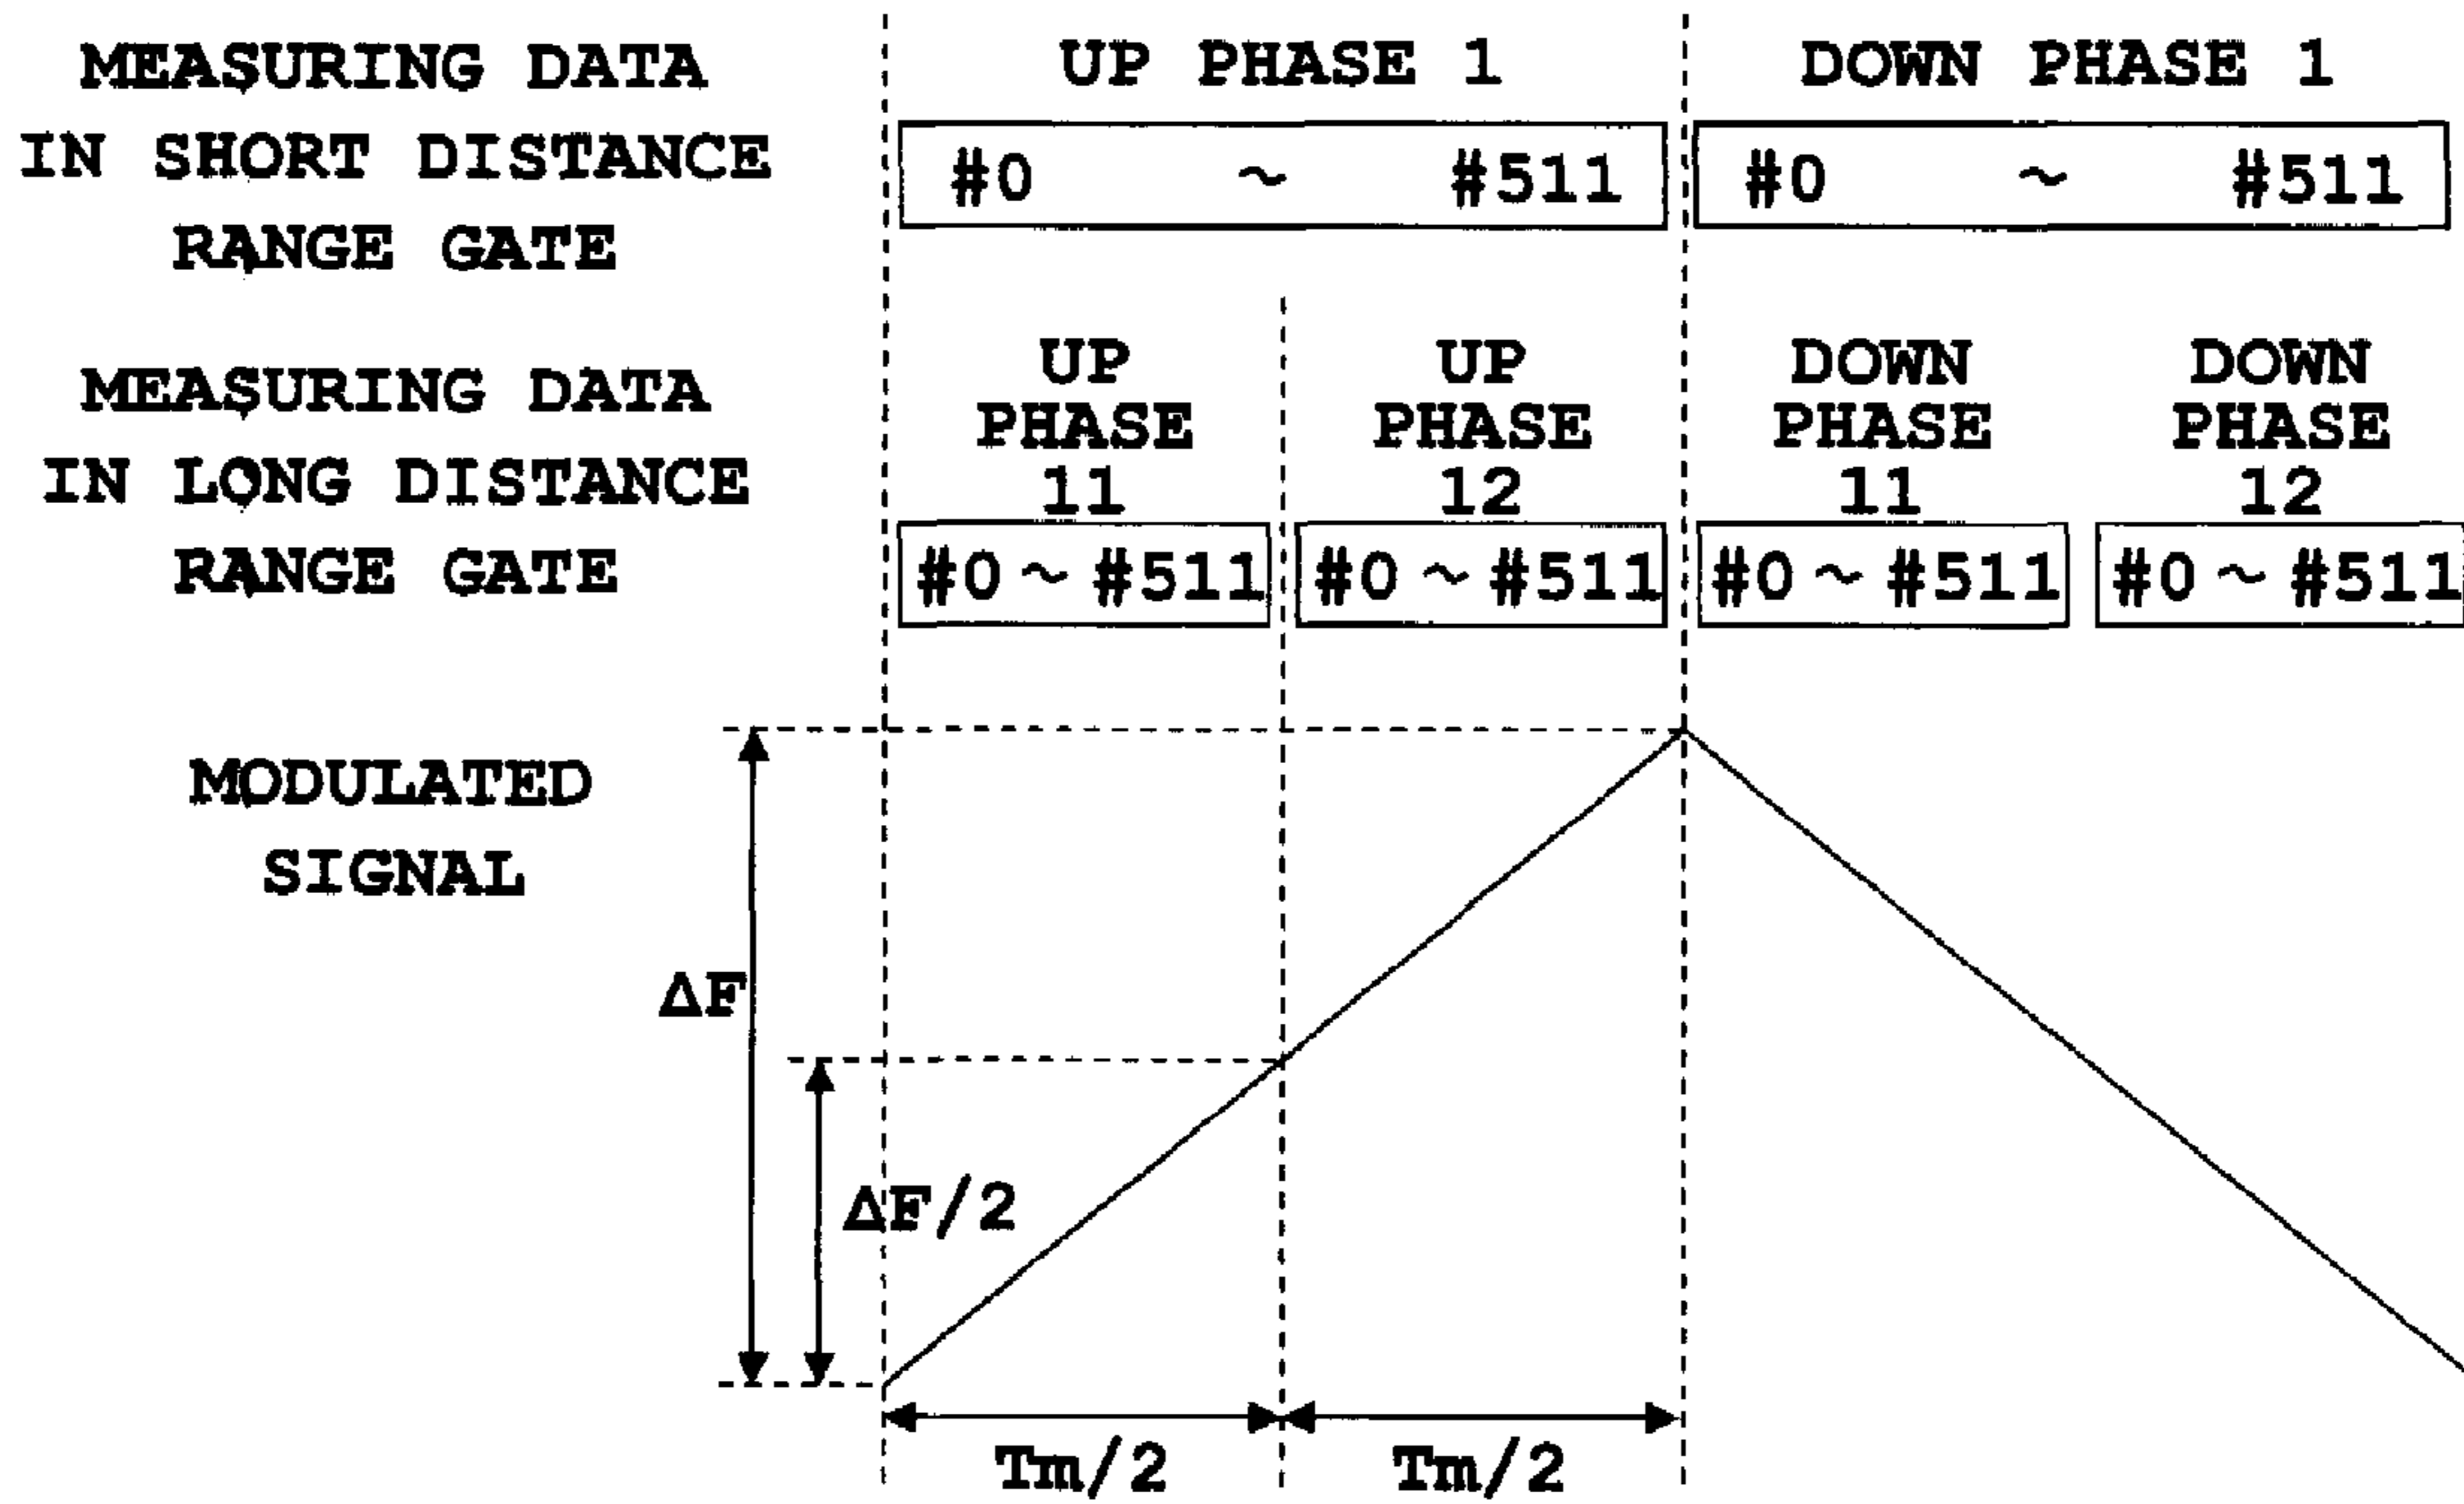 MEASURING DATA
IN SHORT DISTANCE
RANGE GATE
UP PHASE 1
DOWN PHASE 1
#0 ~ #511
#0 ~ #511
MEASURING DATA
IN LONG DISTANCE
RANGE GATE
UP
PHASE
11
UP
PHASE
12
DOWN
PHASE
11
DOWN
PHASE
12
#0 ~ #511
#0 ~ #511
#0 ~ #511
#0 ~ #511
MODULATED
SIGNAL
ΔF
ΔF/2
Tm/2
Tm/2